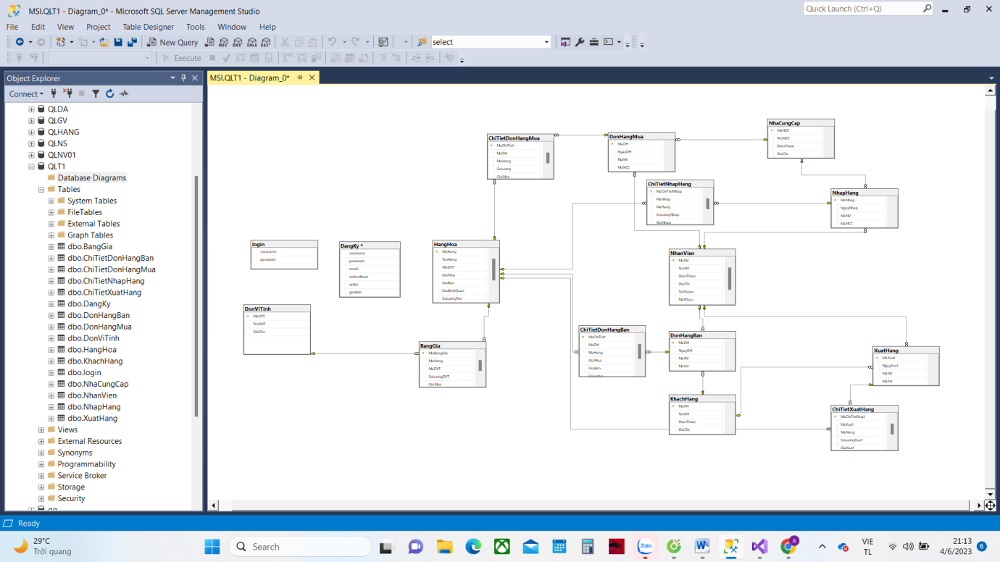 MSI.QLT1 - Diagram_0* - Microsoft SQL Server Management Studio
Quick Launch (Ctrl+Q)
File Edit View Project Table Designer Tools Window Help
New Query
select
Execute
Object Explorer
Connect
QLDA
QLGV
QLHANG
QLNS
QLNV01
QLT1
Database Diagrams
Tables
System Tables
FileTables
External Tables
Graph Tables
dbo.BangGia
dbo.ChiTietDonHangBan
dbo.ChiTietDonHangMua
dbo.ChiTietNhapHang
dbo.ChiTietXuatHang
dbo.DangKy
dbo.DonHangBan
dbo.DonHangMua
dbo.DonViTinh
dbo.HangHoa
dbo.KhachHang
dbo.login
dbo.NhaCungCap
dbo.NhanVien
dbo.NhapHang
dbo.XuatHang
Views
External Resources
Synonyms
Programmability
Service Broker
Storage
Security
MSI.QLT1 - Diagram_0*
ChiTietDonHangMua
MaChiTiet
MaDH
MaHang
SoLuong
GiaMua
DonHangMua
MaDH
NgayDH
MaNV
MaNCC
NhaCungCap
MaNCC
TenNCC
DienThoai
DiaChi
ChiTietNhapHang
MaChiTietNhap
MaNhap
MaHang
SoLuongNhap
GiaNhap
NhapHang
MaNhap
NgayNhap
MaNV
MaNCC
login
username
password
DangKy *
username
password
email
sodienthoai
vaitro
gioitinh
HangHoa
MaHang
TenHang
MaDVT
GiaMua
GiaBan
GiaBinhQuan
SoLuongTon
NhanVien
MaNV
TenNV
DienThoai
DiaChi
TaiKhoan
MatKhau
DonViTinh
MaDVT
TenDVT
GhiChu
BangGia
MaBangGia
MaHang
MaDVT
SoLuongDVT
GiaMua
ChiTietDonHangBan
MaChiTiet
MaDH
MaHang
GiaMua
GiaBan
SoLuong
DonHangBan
MaDH
NgayDH
MaNV
MaKH
XuatHang
MaXuat
NgayXuat
MaNV
MaKH
KhachHang
MaKH
TenKH
DienThoai
DiaChi
ChiTietXuatHang
MaChiTietXuat
MaXuat
MaHang
SoLuongXuat
GiaXuat
Ready
29°C
Trời quang
Search
Zalo
A
VIE
TL
21:13
4/6/2023
6